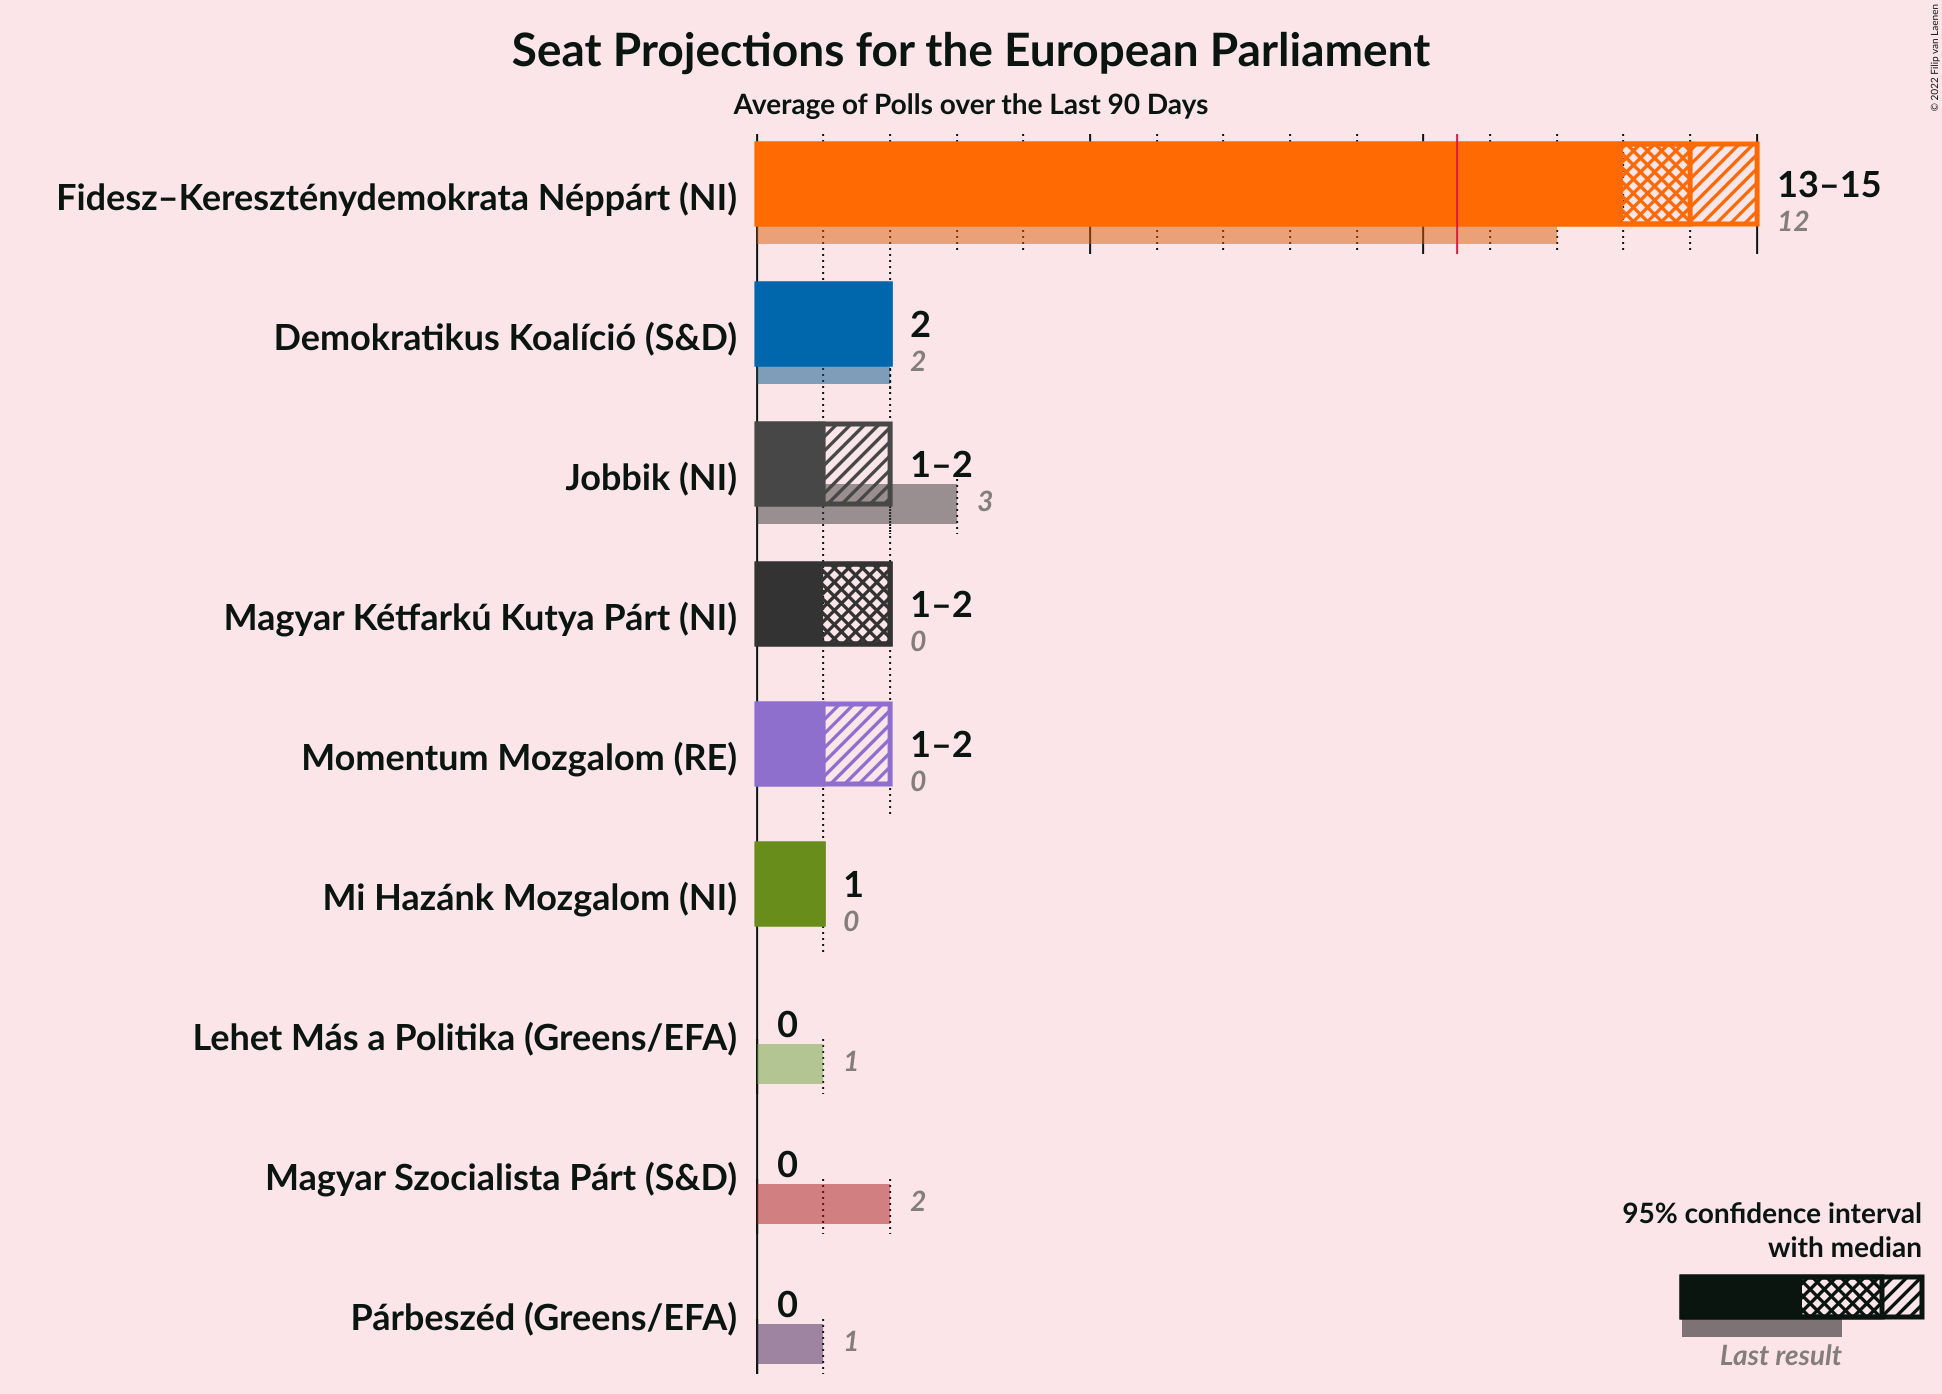 Seat Projections for the European Parliament
Average of Polls over the Last 90 Days
© 2022 Filip van Laenen
Fidesz–Kereszténydemokrata Néppárt (NI)
13–15
12
Demokratikus Koalíció (S&D)
2
2
Jobbik (NI)
1–2
3
Magyar Kétfarkú Kutya Párt (NI)
1–2
0
Momentum Mozgalom (RE)
1–2
0
Mi Hazánk Mozgalom (NI)
1
0
Lehet Más a Politika (Greens/EFA)
0
1
Magyar Szocialista Párt (S&D)
0
2
Párbeszéd (Greens/EFA)
0
1
95% confidence interval
with median
Last result